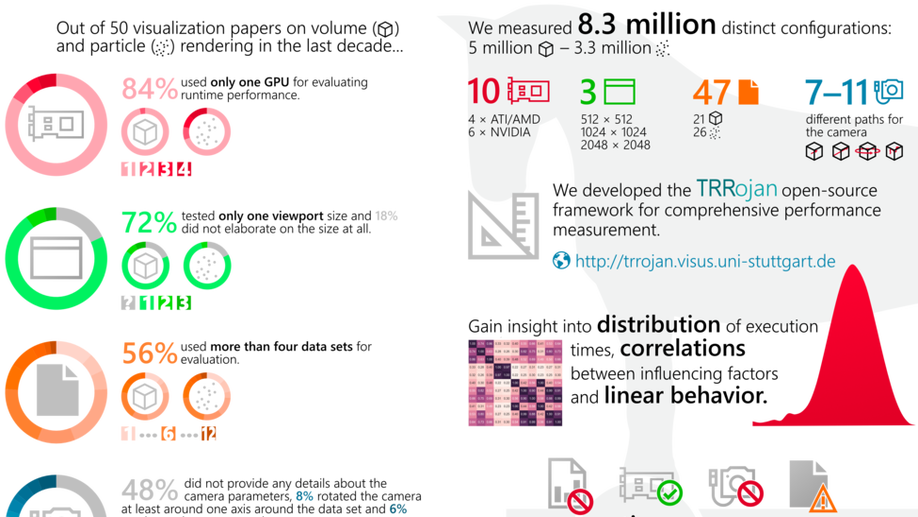 Out of 50 visualization papers on volume ( )
and particle ( ) rendering in the last decade...
84% used only one GPU for evaluating
runtime performance.
1 2 3 4
72% tested only one viewport size and 18%
did not elaborate on the size at all.
? 1 2 3
56% used more than four data sets for
evaluation.
1 ••• 6 ••• 12
48% did not provide any details about the
camera parameters, 8% rotated the camera
at least around one axis around the data set and 6%
We measured 8.3 million distinct configurations:
5 million – 3.3 million
10
4 × ATI/AMD
6 × NVIDIA
3
512 × 512
1024 × 1024
2048 × 2048
47
21
26
7–11
different paths for
the camera
We developed the TRRojan open-source
framework for comprehensive performance
measurement.
http://trrojan.visus.uni-stuttgart.de
Gain insight into distribution of execution
times, correlations
between influencing factors
and linear behavior.